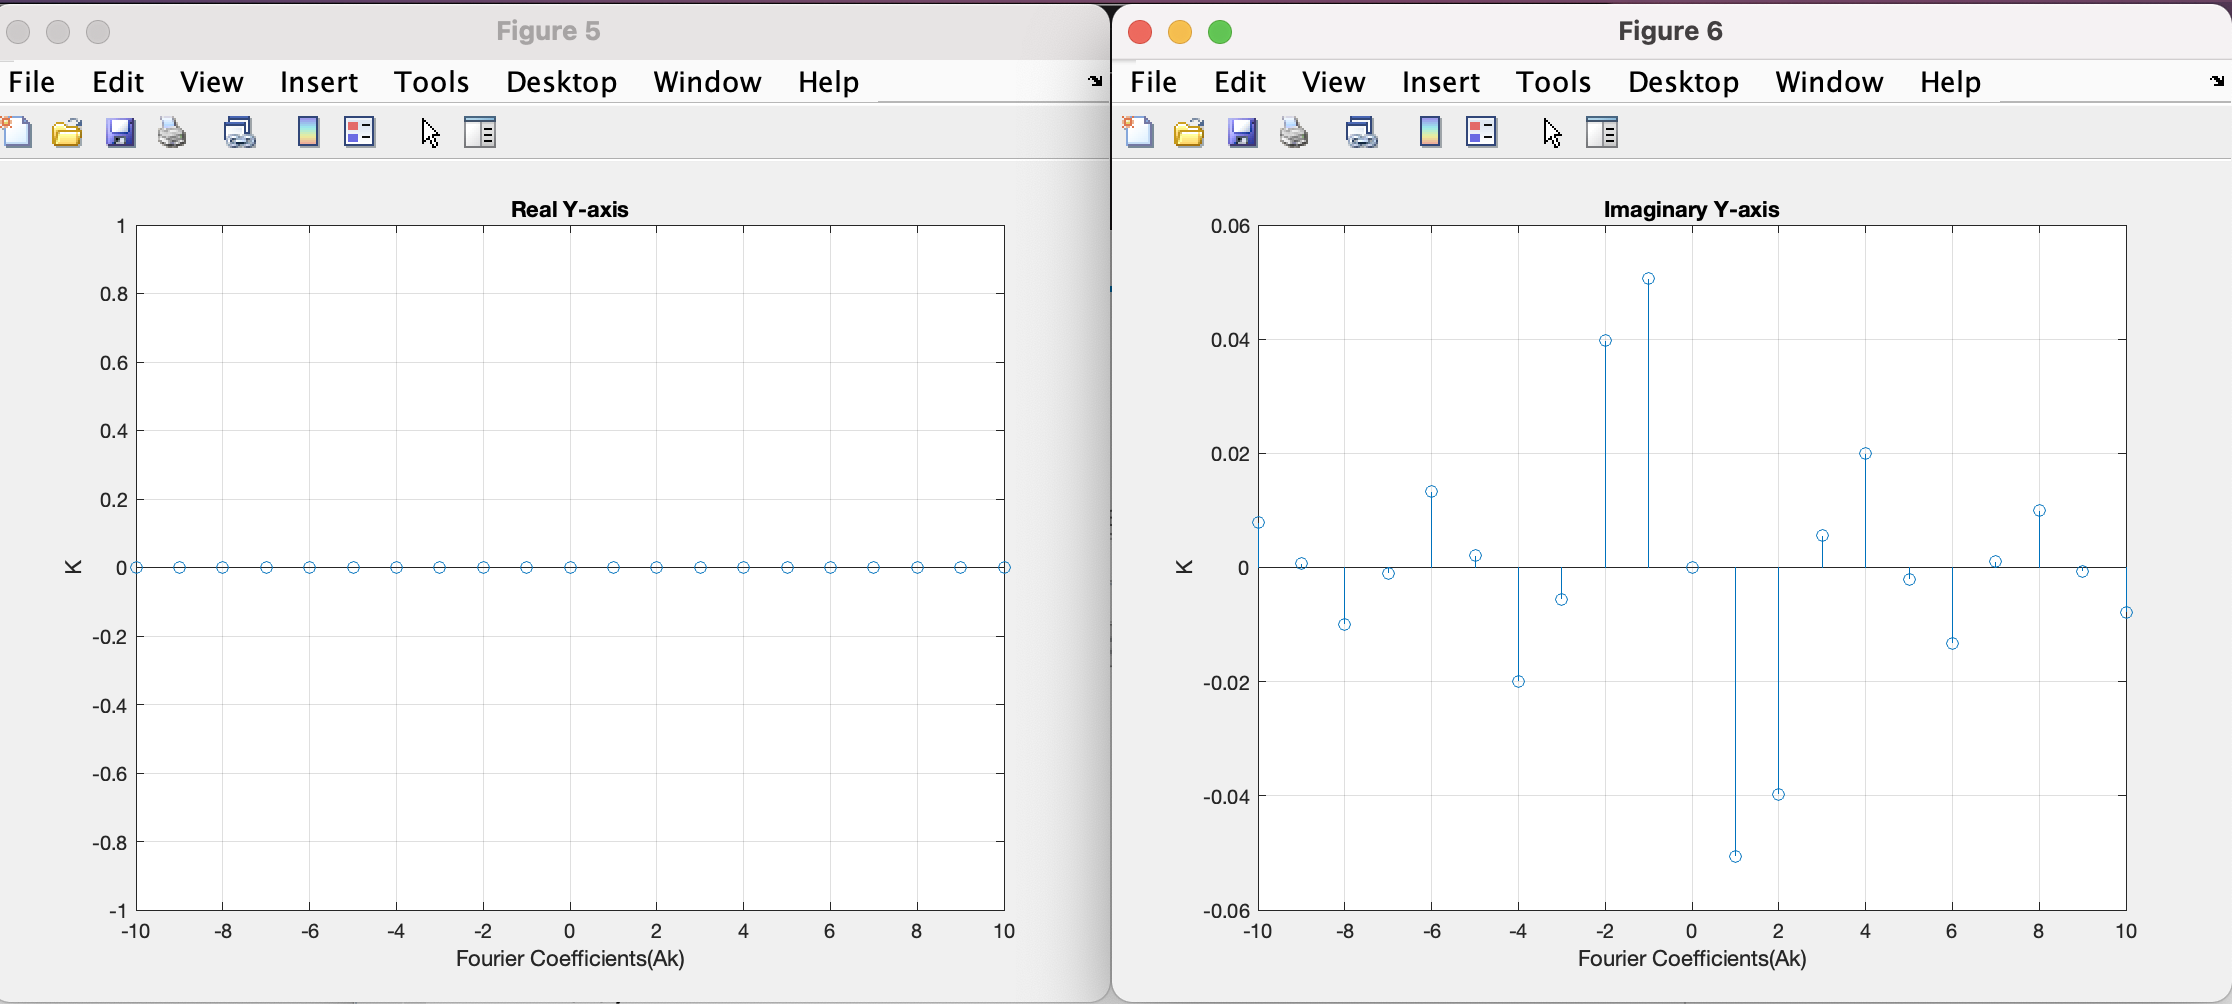 Figure 5
File Edit View Insert Tools Desktop Window Help
Real Y-axis
1
0.8
0.6
0.4
0.2
0
-0.2
-0.4
-0.6
-0.8
-1
K
-10 -8 -6 -4 -2 0 2 4 6 8 10
Fourier Coefficients(Ak)
Figure 6
File Edit View Insert Tools Desktop Window Help
Imaginary Y-axis
0.06
0.04
0.02
0
-0.02
-0.04
-0.06
K
-10 -8 -6 -4 -2 0 2 4 6 8 10
Fourier Coefficients(Ak)